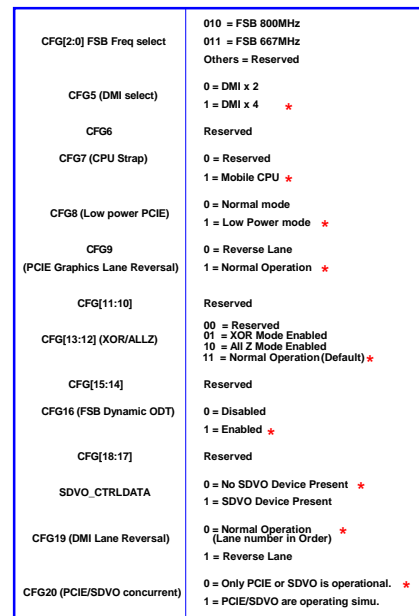 CFG[2:0] FSB Freq select
010 = FSB 800MHz
011 = FSB 667MHz
Others = Reserved
CFG5 (DMI select)
0 = DMI x 2
1 = DMI x 4 *
CFG6
Reserved
CFG7 (CPU Strap)
0 = Reserved
1 = Mobile CPU *
CFG8 (Low power PCIE)
0 = Normal mode
1 = Low Power mode *
CFG9
(PCIE Graphics Lane Reversal)
0 = Reverse Lane
1 = Normal Operation *
CFG[11:10]
Reserved
CFG[13:12] (XOR/ALLZ)
00 = Reserved
01 = XOR Mode Enabled
10 = All Z Mode Enabled
11 = Normal Operation(Default) *
CFG[15:14]
Reserved
CFG16 (FSB Dynamic ODT)
0 = Disabled
1 = Enabled *
CFG[18:17]
Reserved
SDVO_CTRLDATA
0 = No SDVO Device Present *
1 = SDVO Device Present
CFG19 (DMI Lane Reversal)
0 = Normal Operation *
(Lane number in Order)
1 = Reverse Lane
CFG20 (PCIE/SDVO concurrent)
0 = Only PCIE or SDVO is operational. *
1 = PCIE/SDVO are operating simu.